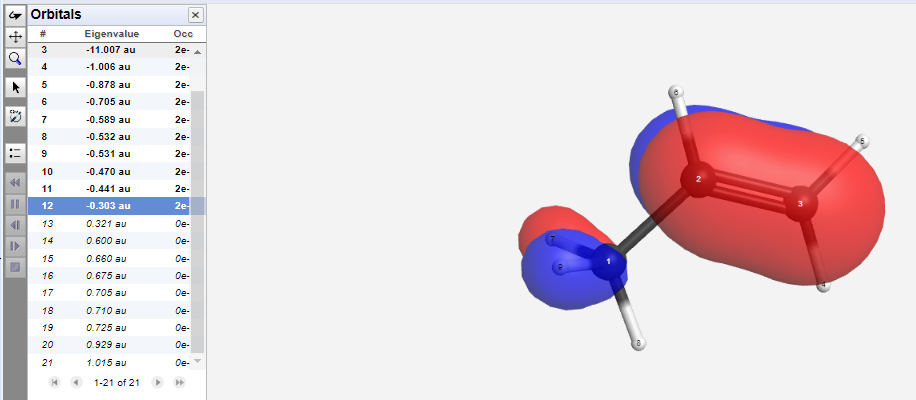 Orbitals
# Eigenvalue Occ
3 -11.007 au 2e-
4 -1.006 au 2e-
5 -0.878 au 2e-
6 -0.705 au 2e-
7 -0.589 au 2e-
8 -0.532 au 2e-
9 -0.531 au 2e-
10 -0.470 au 2e-
11 -0.441 au 2e-
12 -0.303 au 2e-
13 0.321 au 0e-
14 0.600 au 0e-
15 0.660 au 0e-
16 0.675 au 0e-
17 0.705 au 0e-
18 0.710 au 0e-
19 0.725 au 0e-
20 0.929 au 0e-
21 1.015 au 0e-
1-21 of 21
6
5
2
3
7
1
9
4
8